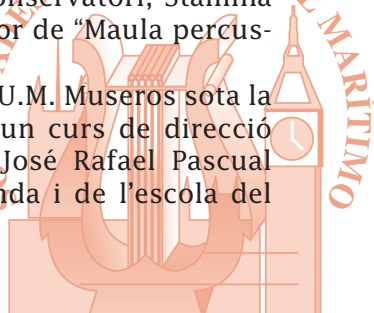 onservatori, Stamina
or de “Maula percus-
U.M. Museros sota la
un curs de direcció
José Rafael Pascual
nda i de l’escola del
L MARÍTIMO